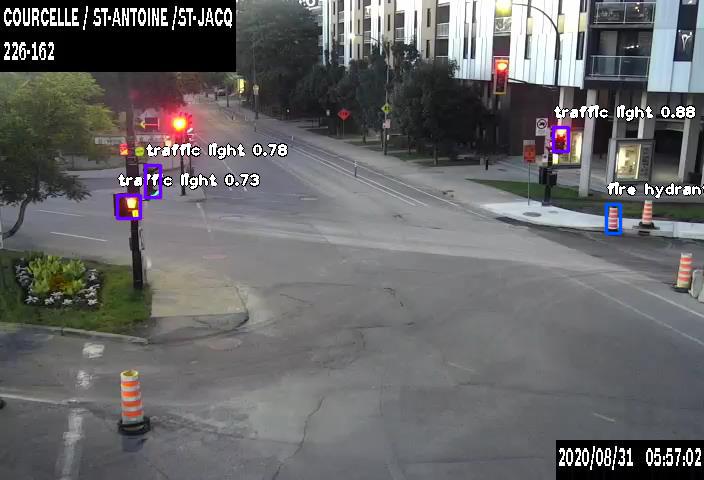 COURCELLE / ST-ANTOINE /ST-JACQ
226-162
traffic light 0.88
traffic light 0.78
traffic light 0.73
fire hydrant
2020/08/31 05:57:02